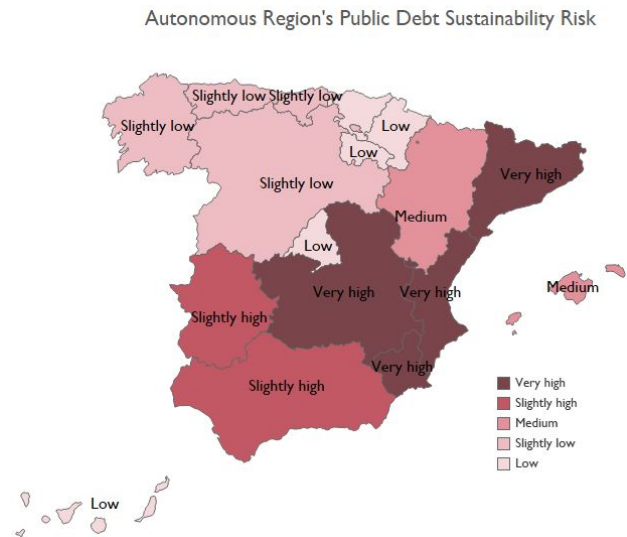 Autonomous Region's Public Debt Sustainability Risk
Slightly low
Slightly low
Slightly low
Low
Low
Very high
Slightly low
Medium
Low
Very high
Very high
Medium
Slightly high
Very high
Slightly high
Very high
Slightly high
Medium
Slightly low
Low
Low